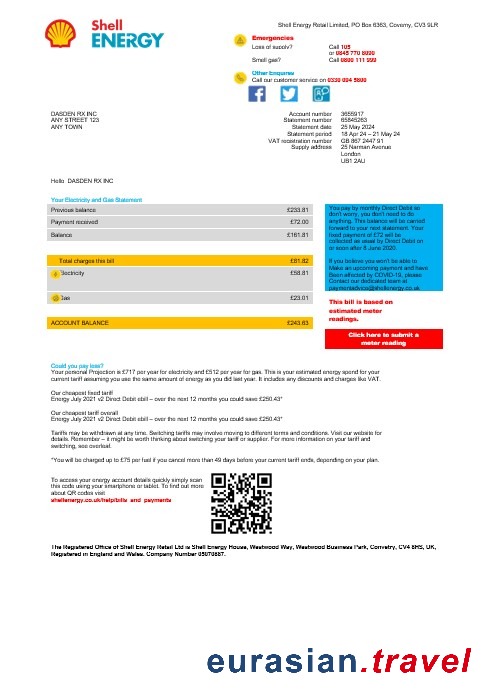 Shell
ENERGY
Shell Energy Retail Limited, PO Box 6363, Coverny, CV3 9LR
Emergencies
Loss of supply? Call 105
or 0845 770 8090
Smell gas? Call 0800 111 999
Other Enquires
Call our customer service on 0330 094 5800
DASDEN RX INC
ANY STREET 123
ANY TOWN
Account number 3655917
Statement number 65845263
Statement date 25 May 2024
Statement period 18 Apr 24 – 21 May 24
VAT registration number GB 867 2447 91
Supply address 25 Narman Avenue
London
UB1 2AU
Hello DASDEN RX INC
Your Electricity and Gas Statement
Previous balance £233.81
Payment received £72.00
Balance £161.81
Total charges this bill £81.82
Electricity £58.81
Gas £23.01
ACCOUNT BALANCE £243.63
You pay by monthly Direct Debit so
don't worry, you don't need to do
anything. This balance will be carried
forward to your next statement. Your
fixed payment of £72 will be
collected as usual by Direct Debit on
or soon after 8 June 2020.
If you believe you won't be able to
Make an upcoming payment and have
Been affected by COVID-19, please
Contact our dedicated team at
paymentadvice@shellenergy.co.uk
This bill is based on
estimated meter
readings.
Click here to submit a
meter reading
Could you pay less?
Your personal Projection is £717 per year for electricity and £512 per year for gas. This is your estimated energy spend for your
current tariff assuming you use the same amount of energy as you did last year. It includes any discounts and charges like VAT.
Our cheapest fixed tariff
Energy July 2021 v2 Direct Debit ebill – over the next 12 months you could save £250.43*
Our cheapest tariff overall
Energy July 2021 v2 Direct Debit ebill – over the next 12 months you could save £250.43*
Tariffs may be withdrawn at any time. Switching tariffs may involve moving to different terms and conditions. Visit our website for
details. Remember – it might be worth thinking about switching your tariff or supplier. For more information on your tariff and
switching, see overleaf.
*You will be charged up to £75 per fuel if you cancel more than 49 days before your current tariff ends, depending on your plan.
To access your energy account details quickly simply scan
this code using your smartphone or tablet. To find out more
about QR codes visit
shellenergy.co.uk/help/bills_and_payments
The Registered Office of Shell Energy Retail Ltd is Shell Energy House, Westwood Way, Westwood Business Park, Convetry, CV4 8HS, UK,
Registered in England and Wales. Company Number 05070887.
eurasian.travel